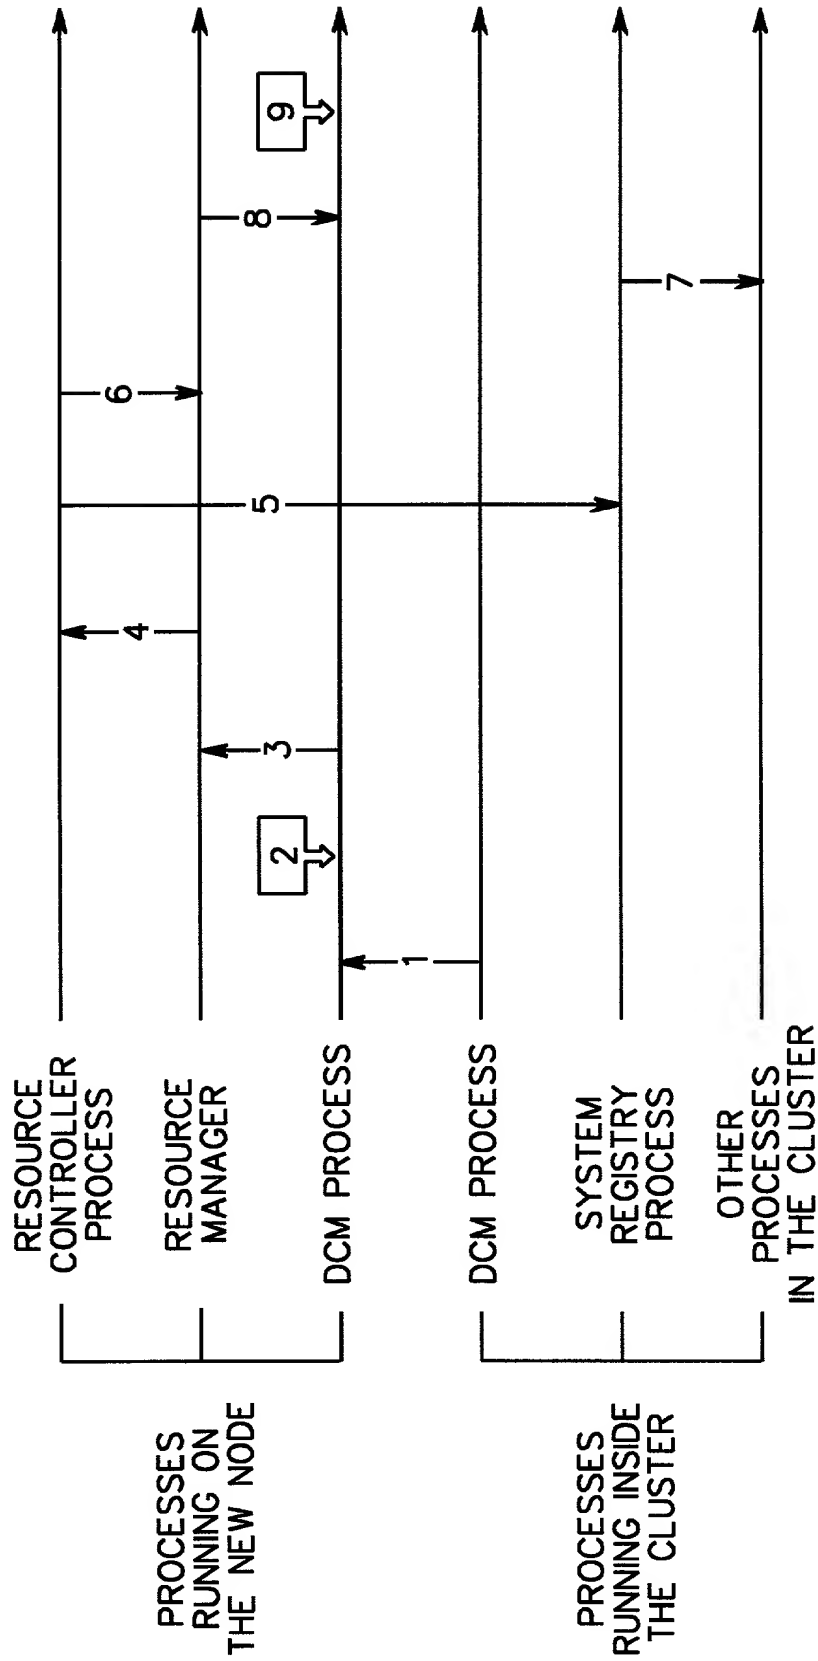 PROCESSES
RUNNING ON
THE NEW NODE
RESOURCE
CONTROLLER
PROCESS
RESOURCE
MANAGER
DCM PROCESS
PROCESSES
RUNNING INSIDE
THE CLUSTER
DCM PROCESS
SYSTEM
REGISTRY
PROCESS
OTHER
PROCESSES
IN THE CLUSTER
1
2
3
4
5
6
7
8
9